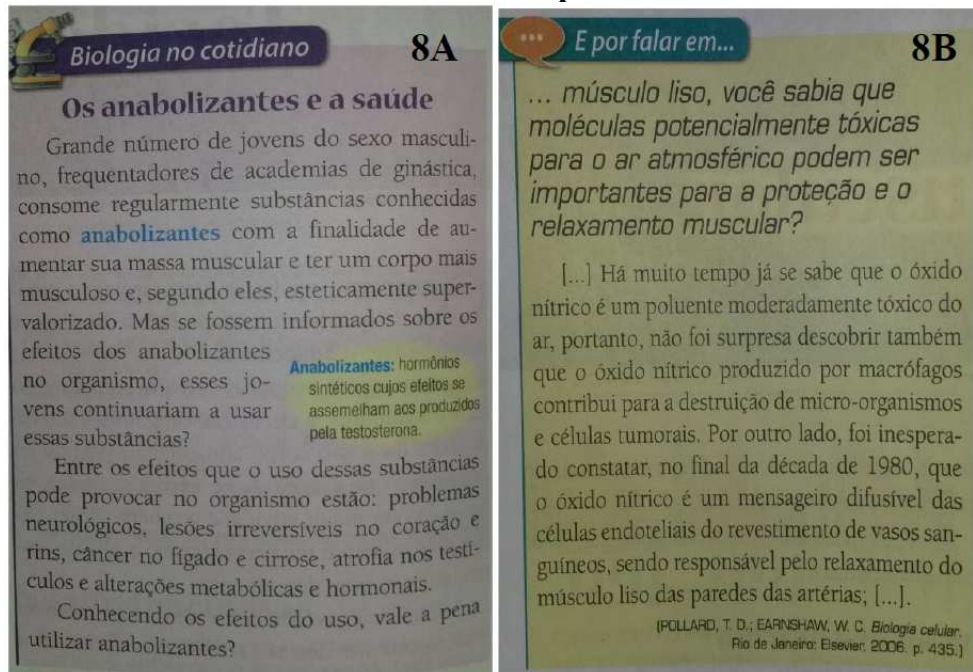 Biologia no cotidiano
8A
Os anabolizantes e a saúde
Grande número de jovens do sexo masculi-
no, frequentadores de academias de ginástica,
consome regularmente substâncias conhecidas
como anabolizantes com a finalidade de au-
mentar sua massa muscular e ter um corpo mais
musculoso e, segundo eles, esteticamente super-
valorizado. Mas se fossem informados sobre os
efeitos dos anabolizantes
no organismo, esses jo-
vens continuariam a usar
essas substâncias?
Anabolizantes: hormônios
sintéticos cujos efeitos se
assemelham aos produzidos
pela testosterona.
Entre os efeitos que o uso dessas substâncias
pode provocar no organismo estão: problemas
neurológicos, lesões irreversíveis no coração e
rins, câncer no fígado e cirrose, atrofia nos testí-
culos e alterações metabólicas e hormonais.
Conhecendo os efeitos do uso, vale a pena
utilizar anabolizantes?
E por falar em...
8B
... músculo liso, você sabia que
moléculas potencialmente tóxicas
para o ar atmosférico podem ser
importantes para a proteção e o
relaxamento muscular?
[...] Há muito tempo já se sabe que o óxido
nítrico é um poluente moderadamente tóxico do
ar, portanto, não foi surpresa descobrir também
que o óxido nítrico produzido por macrófagos
contribui para a destruição de micro-organismos
e células tumorais. Por outro lado, foi inespera-
do constatar, no final da década de 1980, que
o óxido nítrico é um mensageiro difusível das
células endoteliais do revestimento de vasos san-
guíneos, sendo responsável pelo relaxamento do
músculo liso das paredes das artérias; [...].
(POLLARD, T. D.; EARNSHAW, W. C. Biologia celular.
Rio de Janeiro: Elsevier, 2006. p. 435.)